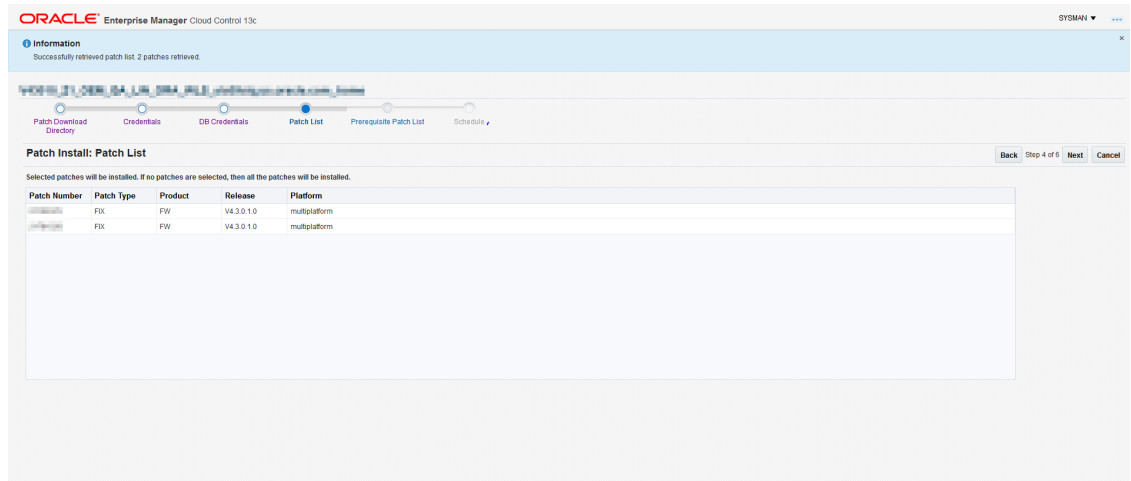 ORACLE Enterprise Manager Cloud Control 13c
SYSMAN
Information
Successfully retrieved patch list. 2 patches retrieved.
Patch Download Directory
Credentials
DB Credentials
Patch List
Prerequisite Patch List
Schedule
Patch Install: Patch List
Back Step 4 of 6 Next Cancel
Selected patches will be installed. If no patches are selected, then all the patches will be installed.
Patch Number Patch Type Product Release Platform
FIX FW V4.3.0.1.0 multiplatform
FIX FW V4.3.0.1.0 multiplatform